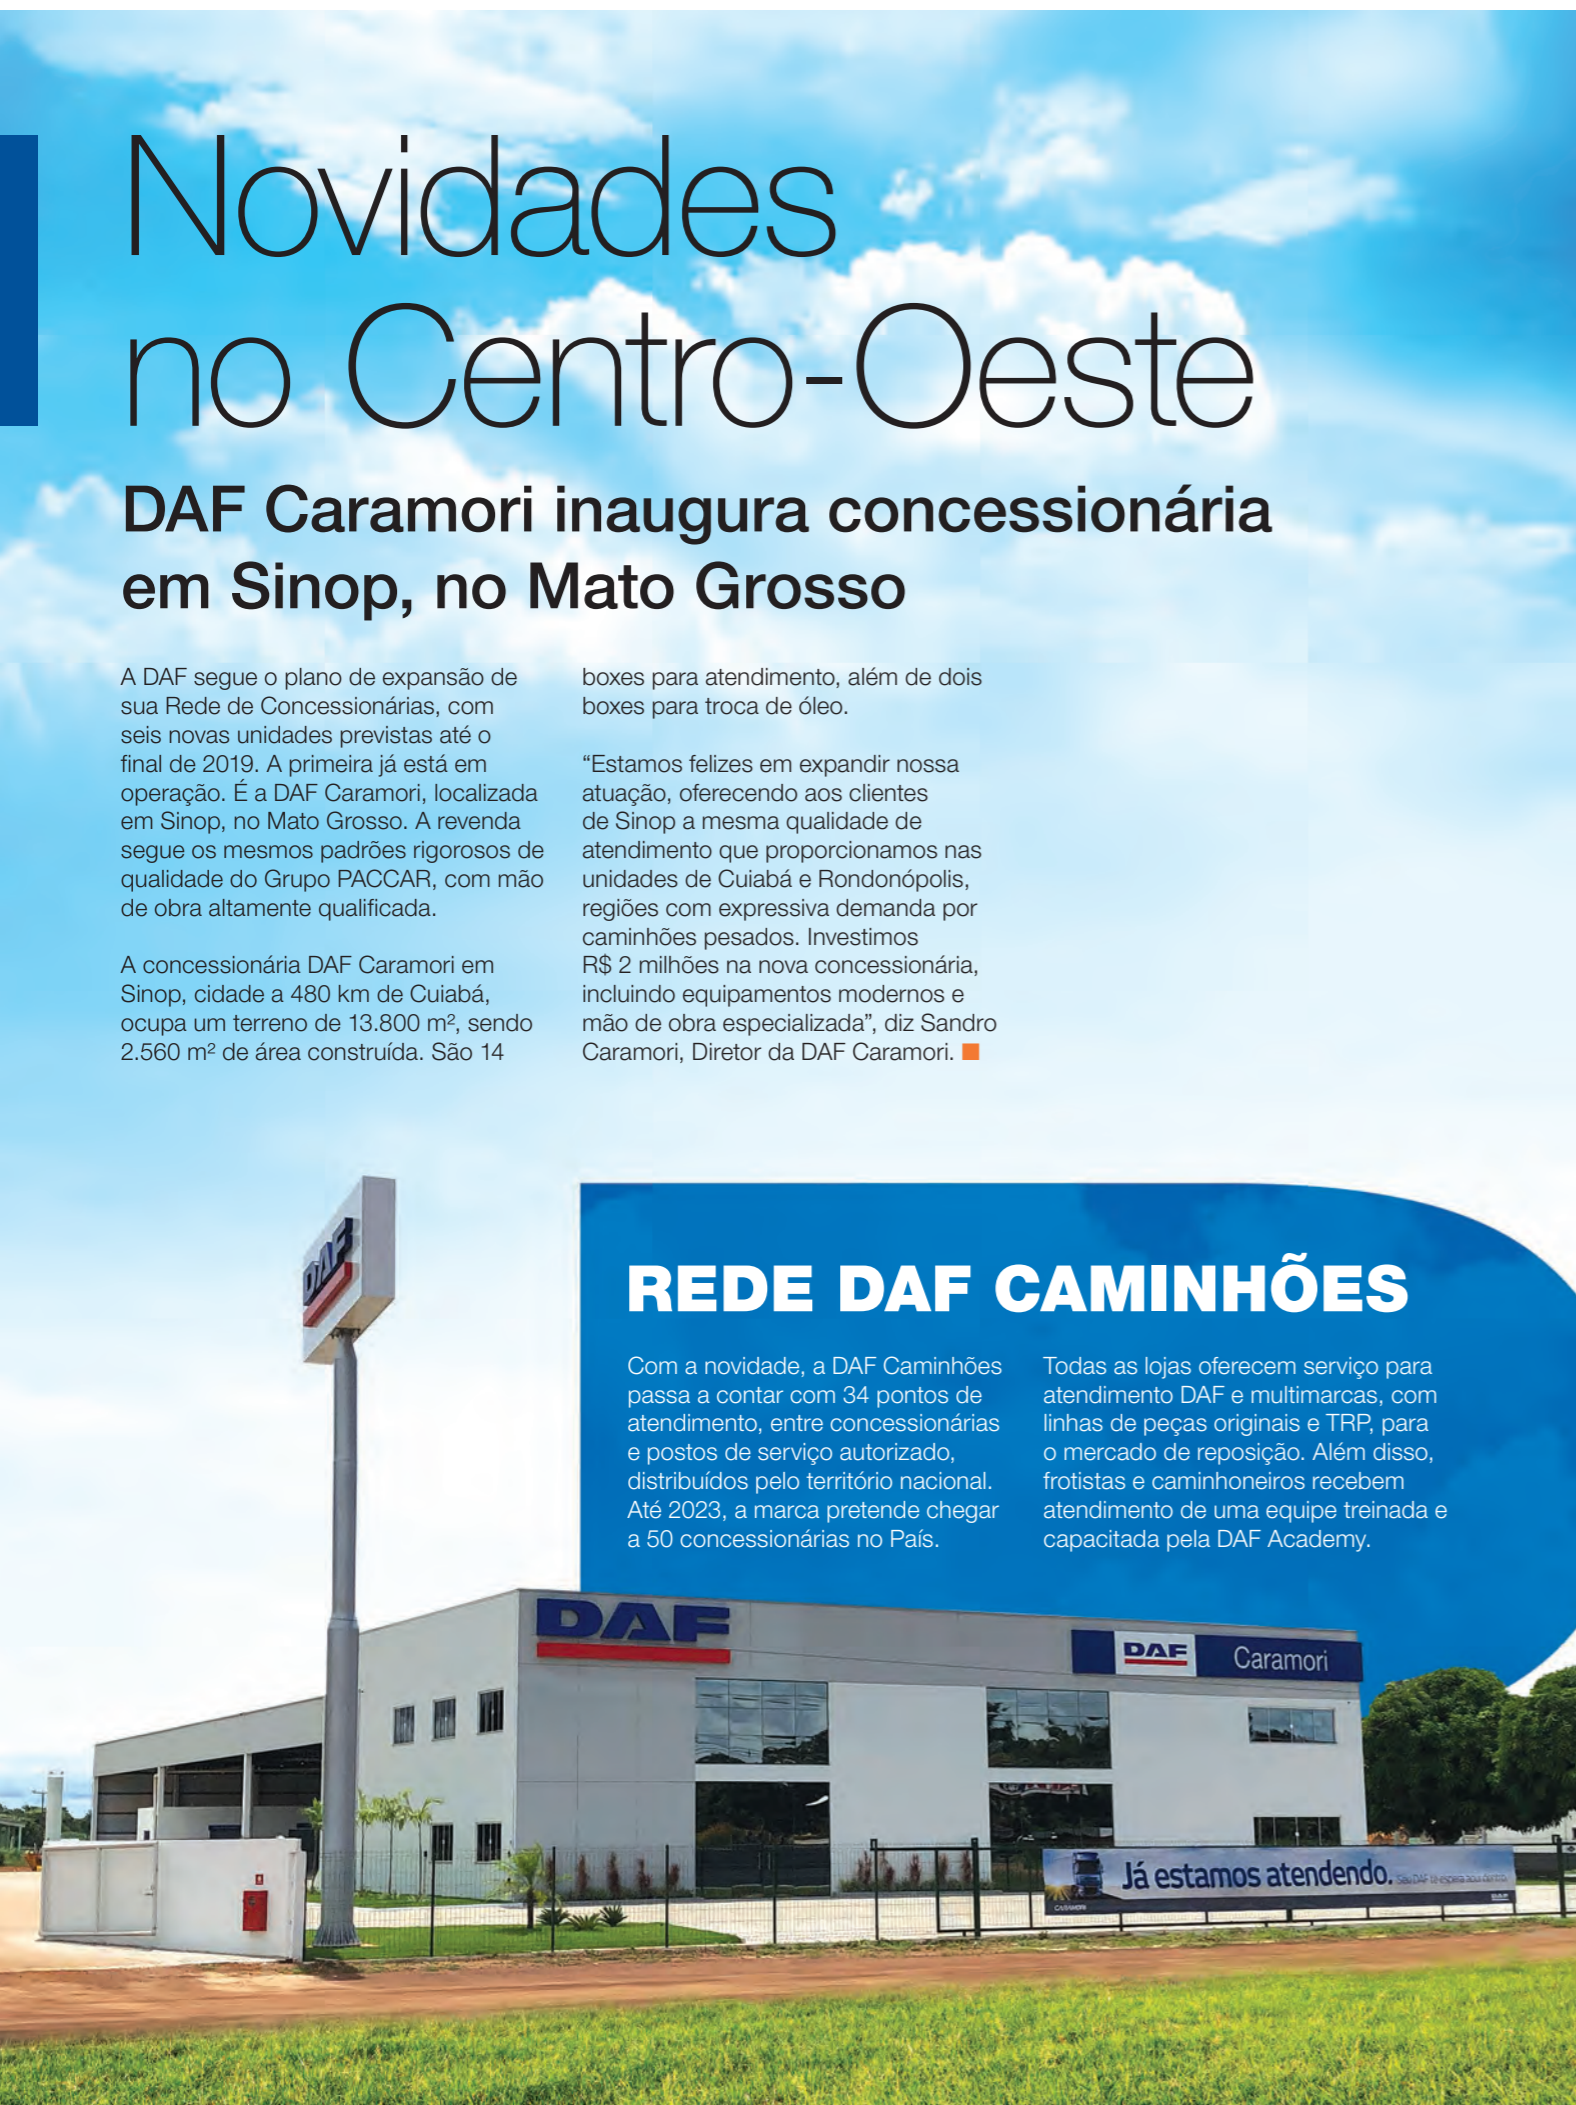 Novidades
no Centro-Oeste
DAF Caramori inaugura concessionária
em Sinop, no Mato Grosso
A DAF segue o plano de expansão de
sua Rede de Concessionárias, com
seis novas unidades previstas até o
final de 2019. A primeira já está em
operação. É a DAF Caramori, localizada
em Sinop, no Mato Grosso. A revenda
segue os mesmos padrões rigorosos de
qualidade do Grupo PACCAR, com mão
de obra altamente qualificada.
A concessionária DAF Caramori em
Sinop, cidade a 480 km de Cuiabá,
ocupa um terreno de 13.800 m², sendo
2.560 m² de área construída. São 14
boxes para atendimento, além de dois
boxes para troca de óleo.
“Estamos felizes em expandir nossa
atuação, oferecendo aos clientes
de Sinop a mesma qualidade de
atendimento que proporcionamos nas
unidades de Cuiabá e Rondonópolis,
regiões com expressiva demanda por
caminhões pesados. Investimos
R$ 2 milhões na nova concessionária,
incluindo equipamentos modernos e
mão de obra especializada”, diz Sandro
Caramori, Diretor da DAF Caramori.
DAF
REDE DAF CAMINHÕES
Com a novidade, a DAF Caminhões
passa a contar com 34 pontos de
atendimento, entre concessionárias
e postos de serviço autorizado,
distribuídos pelo território nacional.
Até 2023, a marca pretende chegar
a 50 concessionárias no País.
Todas as lojas oferecem serviço para
atendimento DAF e multimarcas, com
linhas de peças originais e TRP, para
o mercado de reposição. Além disso,
frotistas e caminhoneiros recebem
atendimento de uma equipe treinada e
capacitada pela DAF Academy.
DAF
DAF Caramori
Já estamos atendendo. Seu DAF te espera aqui dentro.
CARAMORI
DAF